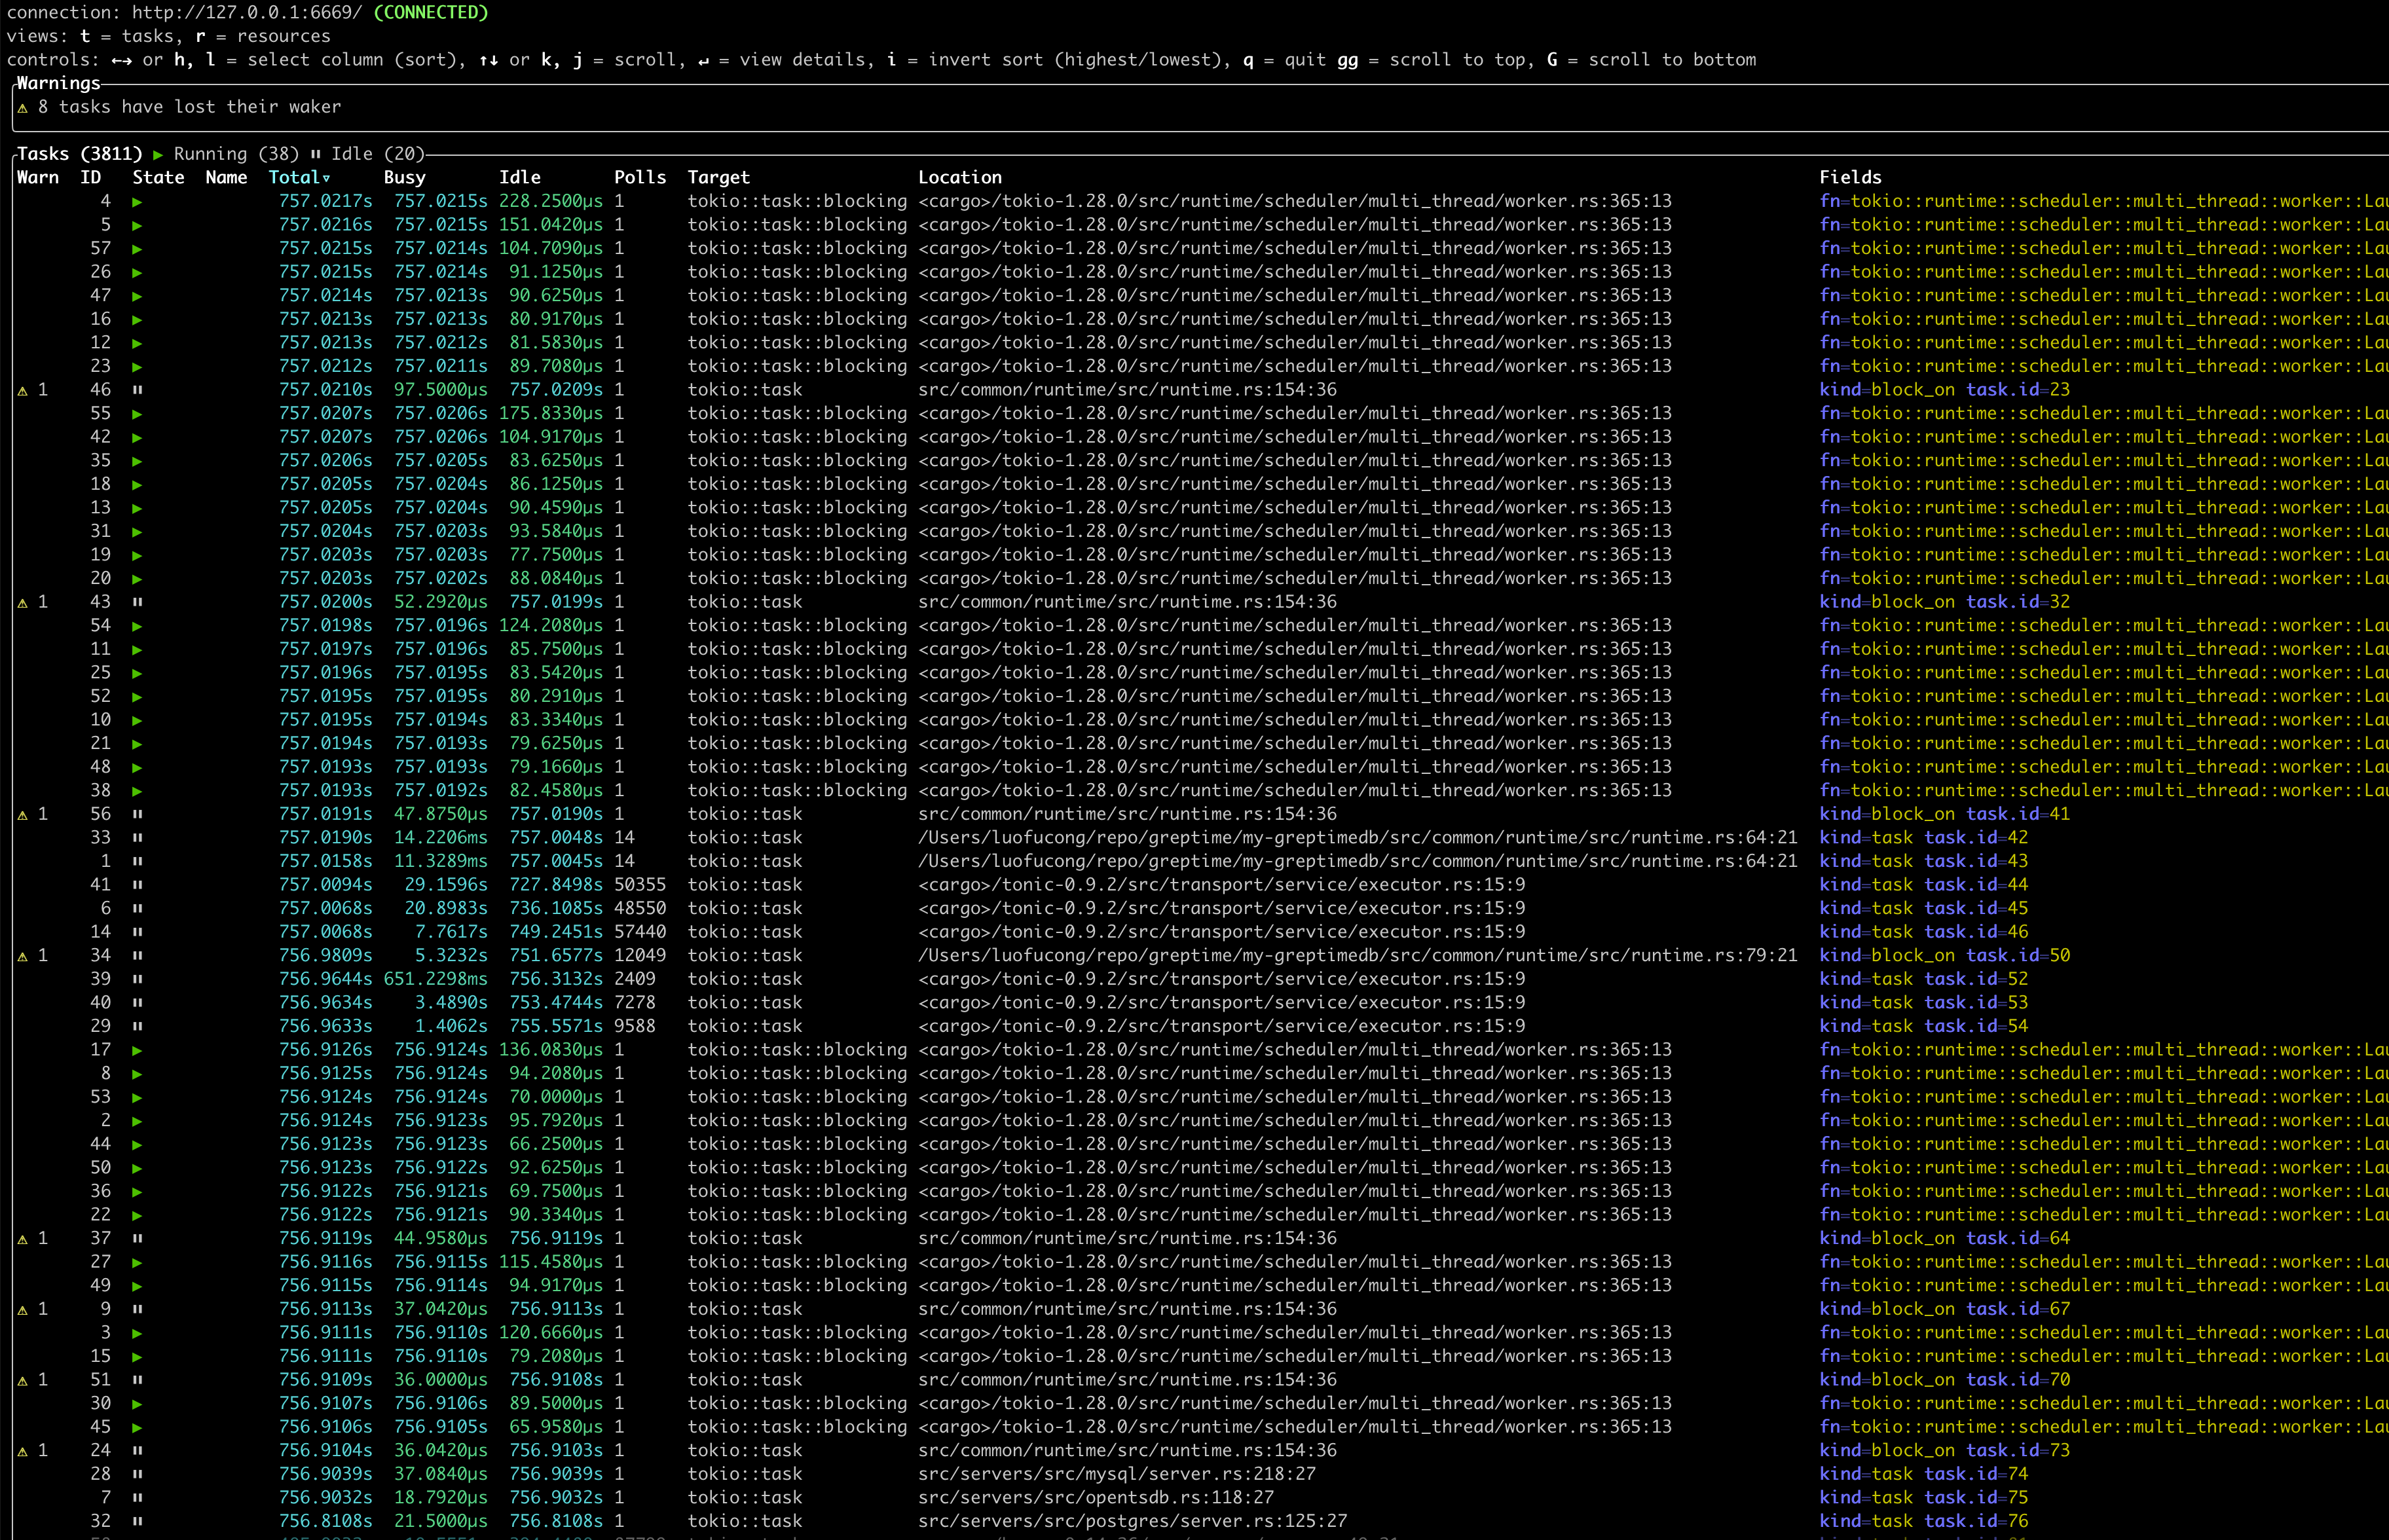 connection: http://127.0.0.1:6669/ (CONNECTED)
views: t = tasks, r = resources
controls: ←→ or h, l = select column (sort), ↑↓ or k, j = scroll, ↵ = view details, i = invert sort (highest/lowest), q = quit gg = scroll to top, G = scroll to bottom
Warnings
⚠ 8 tasks have lost their waker
Tasks (3811) ▶ Running (38) ⏸ Idle (20)
Warn ID State Name Total▿ Busy Idle Polls Target Location Fields
4 ▶ 757.0217s 757.0215s 228.2500µs 1 tokio::task::blocking <cargo>/tokio-1.28.0/src/runtime/scheduler/multi_thread/worker.rs:365:13 fn=tokio::runtime::scheduler::multi_thread::worker::La
5 ▶ 757.0216s 757.0215s 151.0420µs 1 tokio::task::blocking <cargo>/tokio-1.28.0/src/runtime/scheduler/multi_thread/worker.rs:365:13 fn=tokio::runtime::scheduler::multi_thread::worker::La
57 ▶ 757.0215s 757.0214s 104.7090µs 1 tokio::task::blocking <cargo>/tokio-1.28.0/src/runtime/scheduler/multi_thread/worker.rs:365:13 fn=tokio::runtime::scheduler::multi_thread::worker::La
26 ▶ 757.0215s 757.0214s 91.1250µs 1 tokio::task::blocking <cargo>/tokio-1.28.0/src/runtime/scheduler/multi_thread/worker.rs:365:13 fn=tokio::runtime::scheduler::multi_thread::worker::La
47 ▶ 757.0214s 757.0213s 90.6250µs 1 tokio::task::blocking <cargo>/tokio-1.28.0/src/runtime/scheduler/multi_thread/worker.rs:365:13 fn=tokio::runtime::scheduler::multi_thread::worker::La
16 ▶ 757.0213s 757.0213s 80.9170µs 1 tokio::task::blocking <cargo>/tokio-1.28.0/src/runtime/scheduler/multi_thread/worker.rs:365:13 fn=tokio::runtime::scheduler::multi_thread::worker::La
12 ▶ 757.0213s 757.0212s 81.5830µs 1 tokio::task::blocking <cargo>/tokio-1.28.0/src/runtime/scheduler/multi_thread/worker.rs:365:13 fn=tokio::runtime::scheduler::multi_thread::worker::La
23 ▶ 757.0212s 757.0211s 89.7080µs 1 tokio::task::blocking <cargo>/tokio-1.28.0/src/runtime/scheduler/multi_thread/worker.rs:365:13 fn=tokio::runtime::scheduler::multi_thread::worker::La
⚠ 1 46 ⏸ 757.0210s 97.5000µs 757.0209s 1 tokio::task src/common/runtime/src/runtime.rs:154:36 kind=block_on task.id=23
55 ▶ 757.0207s 757.0206s 175.8330µs 1 tokio::task::blocking <cargo>/tokio-1.28.0/src/runtime/scheduler/multi_thread/worker.rs:365:13 fn=tokio::runtime::scheduler::multi_thread::worker::La
42 ▶ 757.0207s 757.0206s 104.9170µs 1 tokio::task::blocking <cargo>/tokio-1.28.0/src/runtime/scheduler/multi_thread/worker.rs:365:13 fn=tokio::runtime::scheduler::multi_thread::worker::La
35 ▶ 757.0206s 757.0205s 83.6250µs 1 tokio::task::blocking <cargo>/tokio-1.28.0/src/runtime/scheduler/multi_thread/worker.rs:365:13 fn=tokio::runtime::scheduler::multi_thread::worker::La
18 ▶ 757.0205s 757.0204s 86.1250µs 1 tokio::task::blocking <cargo>/tokio-1.28.0/src/runtime/scheduler/multi_thread/worker.rs:365:13 fn=tokio::runtime::scheduler::multi_thread::worker::La
13 ▶ 757.0205s 757.0204s 90.4590µs 1 tokio::task::blocking <cargo>/tokio-1.28.0/src/runtime/scheduler/multi_thread/worker.rs:365:13 fn=tokio::runtime::scheduler::multi_thread::worker::La
31 ▶ 757.0204s 757.0203s 93.5840µs 1 tokio::task::blocking <cargo>/tokio-1.28.0/src/runtime/scheduler/multi_thread/worker.rs:365:13 fn=tokio::runtime::scheduler::multi_thread::worker::La
19 ▶ 757.0203s 757.0203s 77.7500µs 1 tokio::task::blocking <cargo>/tokio-1.28.0/src/runtime/scheduler/multi_thread/worker.rs:365:13 fn=tokio::runtime::scheduler::multi_thread::worker::La
20 ▶ 757.0203s 757.0202s 88.0840µs 1 tokio::task::blocking <cargo>/tokio-1.28.0/src/runtime/scheduler/multi_thread/worker.rs:365:13 fn=tokio::runtime::scheduler::multi_thread::worker::La
⚠ 1 43 ⏸ 757.0200s 52.2920µs 757.0199s 1 tokio::task src/common/runtime/src/runtime.rs:154:36 kind=block_on task.id=32
54 ▶ 757.0198s 757.0196s 124.2080µs 1 tokio::task::blocking <cargo>/tokio-1.28.0/src/runtime/scheduler/multi_thread/worker.rs:365:13 fn=tokio::runtime::scheduler::multi_thread::worker::La
11 ▶ 757.0197s 757.0196s 85.7500µs 1 tokio::task::blocking <cargo>/tokio-1.28.0/src/runtime/scheduler/multi_thread/worker.rs:365:13 fn=tokio::runtime::scheduler::multi_thread::worker::La
25 ▶ 757.0196s 757.0195s 83.5420µs 1 tokio::task::blocking <cargo>/tokio-1.28.0/src/runtime/scheduler/multi_thread/worker.rs:365:13 fn=tokio::runtime::scheduler::multi_thread::worker::La
52 ▶ 757.0195s 757.0195s 80.2910µs 1 tokio::task::blocking <cargo>/tokio-1.28.0/src/runtime/scheduler/multi_thread/worker.rs:365:13 fn=tokio::runtime::scheduler::multi_thread::worker::La
10 ▶ 757.0195s 757.0194s 83.3340µs 1 tokio::task::blocking <cargo>/tokio-1.28.0/src/runtime/scheduler/multi_thread/worker.rs:365:13 fn=tokio::runtime::scheduler::multi_thread::worker::La
21 ▶ 757.0194s 757.0193s 79.6250µs 1 tokio::task::blocking <cargo>/tokio-1.28.0/src/runtime/scheduler/multi_thread/worker.rs:365:13 fn=tokio::runtime::scheduler::multi_thread::worker::La
48 ▶ 757.0193s 757.0193s 79.1660µs 1 tokio::task::blocking <cargo>/tokio-1.28.0/src/runtime/scheduler/multi_thread/worker.rs:365:13 fn=tokio::runtime::scheduler::multi_thread::worker::La
38 ▶ 757.0193s 757.0192s 82.4580µs 1 tokio::task::blocking <cargo>/tokio-1.28.0/src/runtime/scheduler/multi_thread/worker.rs:365:13 fn=tokio::runtime::scheduler::multi_thread::worker::La
⚠ 1 56 ⏸ 757.0191s 47.8750µs 757.0190s 1 tokio::task src/common/runtime/src/runtime.rs:154:36 kind=block_on task.id=41
33 ⏸ 757.0190s 14.2206ms 757.0048s 14 tokio::task /Users/luofucong/repo/greptime/my-greptimedb/src/common/runtime/src/runtime.rs:64:21 kind=task task.id=42
1 ⏸ 757.0158s 11.3289ms 757.0045s 14 tokio::task /Users/luofucong/repo/greptime/my-greptimedb/src/common/runtime/src/runtime.rs:64:21 kind=task task.id=43
41 ⏸ 757.0094s 29.1596s 727.8498s 50355 tokio::task <cargo>/tonic-0.9.2/src/transport/service/executor.rs:15:9 kind=task task.id=44
6 ⏸ 757.0068s 20.8983s 736.1085s 48550 tokio::task <cargo>/tonic-0.9.2/src/transport/service/executor.rs:15:9 kind=task task.id=45
14 ⏸ 757.0068s 7.7617s 749.2451s 57440 tokio::task <cargo>/tonic-0.9.2/src/transport/service/executor.rs:15:9 kind=task task.id=46
⚠ 1 34 ⏸ 756.9809s 5.3232s 751.6577s 12049 tokio::task /Users/luofucong/repo/greptime/my-greptimedb/src/common/runtime/src/runtime.rs:79:21 kind=block_on task.id=50
39 ⏸ 756.9644s 651.2298ms 756.3132s 2409 tokio::task <cargo>/tonic-0.9.2/src/transport/service/executor.rs:15:9 kind=task task.id=52
40 ⏸ 756.9634s 3.4890s 753.4744s 7278 tokio::task <cargo>/tonic-0.9.2/src/transport/service/executor.rs:15:9 kind=task task.id=53
29 ⏸ 756.9633s 1.4062s 755.5571s 9588 tokio::task <cargo>/tonic-0.9.2/src/transport/service/executor.rs:15:9 kind=task task.id=54
17 ▶ 756.9126s 756.9124s 136.0830µs 1 tokio::task::blocking <cargo>/tokio-1.28.0/src/runtime/scheduler/multi_thread/worker.rs:365:13 fn=tokio::runtime::scheduler::multi_thread::worker::La
8 ▶ 756.9125s 756.9124s 94.2080µs 1 tokio::task::blocking <cargo>/tokio-1.28.0/src/runtime/scheduler/multi_thread/worker.rs:365:13 fn=tokio::runtime::scheduler::multi_thread::worker::La
53 ▶ 756.9124s 756.9124s 70.0000µs 1 tokio::task::blocking <cargo>/tokio-1.28.0/src/runtime/scheduler/multi_thread/worker.rs:365:13 fn=tokio::runtime::scheduler::multi_thread::worker::La
2 ▶ 756.9124s 756.9123s 95.7920µs 1 tokio::task::blocking <cargo>/tokio-1.28.0/src/runtime/scheduler/multi_thread/worker.rs:365:13 fn=tokio::runtime::scheduler::multi_thread::worker::La
44 ▶ 756.9123s 756.9123s 66.2500µs 1 tokio::task::blocking <cargo>/tokio-1.28.0/src/runtime/scheduler/multi_thread/worker.rs:365:13 fn=tokio::runtime::scheduler::multi_thread::worker::La
50 ▶ 756.9123s 756.9122s 92.6250µs 1 tokio::task::blocking <cargo>/tokio-1.28.0/src/runtime/scheduler/multi_thread/worker.rs:365:13 fn=tokio::runtime::scheduler::multi_thread::worker::La
36 ▶ 756.9122s 756.9121s 69.7500µs 1 tokio::task::blocking <cargo>/tokio-1.28.0/src/runtime/scheduler/multi_thread/worker.rs:365:13 fn=tokio::runtime::scheduler::multi_thread::worker::La
22 ▶ 756.9122s 756.9121s 90.3340µs 1 tokio::task::blocking <cargo>/tokio-1.28.0/src/runtime/scheduler/multi_thread/worker.rs:365:13 fn=tokio::runtime::scheduler::multi_thread::worker::La
⚠ 1 37 ⏸ 756.9119s 44.9580µs 756.9119s 1 tokio::task src/common/runtime/src/runtime.rs:154:36 kind=block_on task.id=64
27 ▶ 756.9116s 756.9115s 115.4580µs 1 tokio::task::blocking <cargo>/tokio-1.28.0/src/runtime/scheduler/multi_thread/worker.rs:365:13 fn=tokio::runtime::scheduler::multi_thread::worker::La
49 ▶ 756.9115s 756.9114s 94.9170µs 1 tokio::task::blocking <cargo>/tokio-1.28.0/src/runtime/scheduler/multi_thread/worker.rs:365:13 fn=tokio::runtime::scheduler::multi_thread::worker::La
⚠ 1 9 ⏸ 756.9113s 37.0420µs 756.9113s 1 tokio::task src/common/runtime/src/runtime.rs:154:36 kind=block_on task.id=67
3 ▶ 756.9111s 756.9110s 120.6660µs 1 tokio::task::blocking <cargo>/tokio-1.28.0/src/runtime/scheduler/multi_thread/worker.rs:365:13 fn=tokio::runtime::scheduler::multi_thread::worker::La
15 ▶ 756.9111s 756.9110s 79.2080µs 1 tokio::task::blocking <cargo>/tokio-1.28.0/src/runtime/scheduler/multi_thread/worker.rs:365:13 fn=tokio::runtime::scheduler::multi_thread::worker::La
⚠ 1 51 ⏸ 756.9109s 36.0000µs 756.9108s 1 tokio::task src/common/runtime/src/runtime.rs:154:36 kind=block_on task.id=70
30 ▶ 756.9107s 756.9106s 89.5000µs 1 tokio::task::blocking <cargo>/tokio-1.28.0/src/runtime/scheduler/multi_thread/worker.rs:365:13 fn=tokio::runtime::scheduler::multi_thread::worker::La
45 ▶ 756.9106s 756.9105s 65.9580µs 1 tokio::task::blocking <cargo>/tokio-1.28.0/src/runtime/scheduler/multi_thread/worker.rs:365:13 fn=tokio::runtime::scheduler::multi_thread::worker::La
⚠ 1 24 ⏸ 756.9104s 36.0420µs 756.9103s 1 tokio::task src/common/runtime/src/runtime.rs:154:36 kind=block_on task.id=73
28 ⏸ 756.9039s 37.0840µs 756.9039s 1 tokio::task src/servers/src/mysql/server.rs:218:27 kind=task task.id=74
7 ⏸ 756.9032s 18.7920µs 756.9032s 1 tokio::task src/servers/src/opentsdb.rs:118:27 kind=task task.id=75
32 ⏸ 756.8108s 21.5000µs 756.8108s 1 tokio::task src/servers/src/postgres/server.rs:125:27 kind=task task.id=76